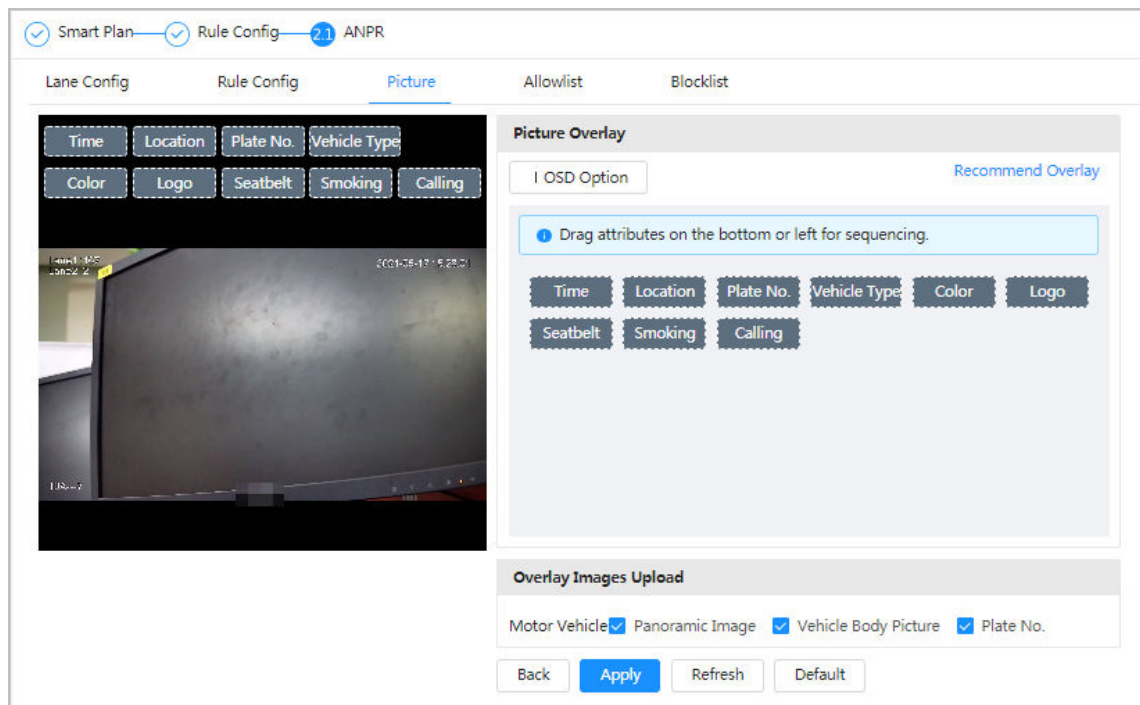 Smart Plan Rule Config 2.1 ANPR
Lane Config Rule Config Picture Allowlist Blocklist
Time Location Plate No. Vehicle Type
Color Logo Seatbelt Smoking Calling
Picture Overlay
OSD Option Recommend Overlay
Drag attributes on the bottom or left for sequencing.
Time Location Plate No. Vehicle Type Color Logo
Seatbelt Smoking Calling
Overlay Images Upload
Motor Vehicle Panoramic Image Vehicle Body Picture Plate No.
Back Apply Refresh Default